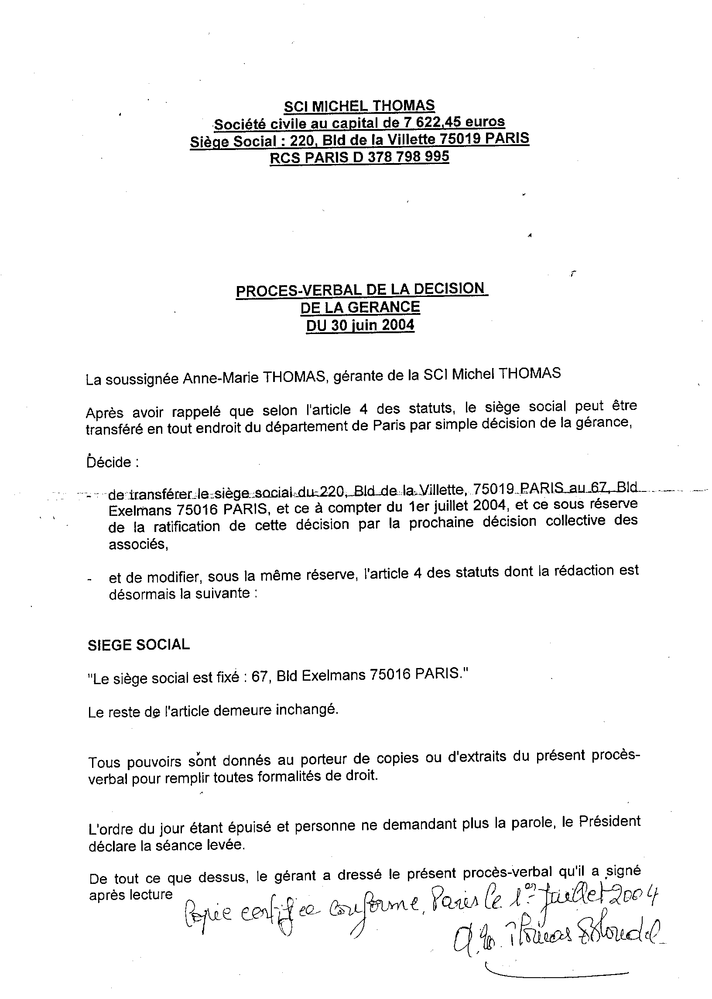 SCI MICHEL THOMAS
Société civile au capital de 7 622,45 euros
Siège Social : 220, Bld de la Villette 75019 PARIS
RCS PARIS D 378 798 995
PROCES-VERBAL DE LA DECISION
DE LA GERANCE
DU 30 juin 2004
La soussignée Anne-Marie THOMAS, gérante de la SCI Michel THOMAS
Après avoir rappelé que selon l'article 4 des statuts, le siège social peut être
transféré en tout endroit du département de Paris par simple décision de la gérance,
Décide :
- de transférer le siège social du 220, Bld de la Villette, 75019 PARIS au 67, Bld
Exelmans 75016 PARIS, et ce à compter du 1er juillet 2004, et ce sous réserve
de la ratification de cette décision par la prochaine décision collective des
associés,
- et de modifier, sous la même réserve, l'article 4 des statuts dont la rédaction est
désormais la suivante :
SIEGE SOCIAL
"Le siège social est fixé : 67, Bld Exelmans 75016 PARIS."
Le reste de l'article demeure inchangé.
Tous pouvoirs sont donnés au porteur de copies ou d'extraits du présent procès-
verbal pour remplir toutes formalités de droit.
L'ordre du jour étant épuisé et personne ne demandant plus la parole, le Président
déclare la séance levée.
De tout ce que dessus, le gérant a dressé le présent procès-verbal qu'il a signé
après lecture
Copie certifiée conforme, Paris le 1er Juillet 2004
Thomas